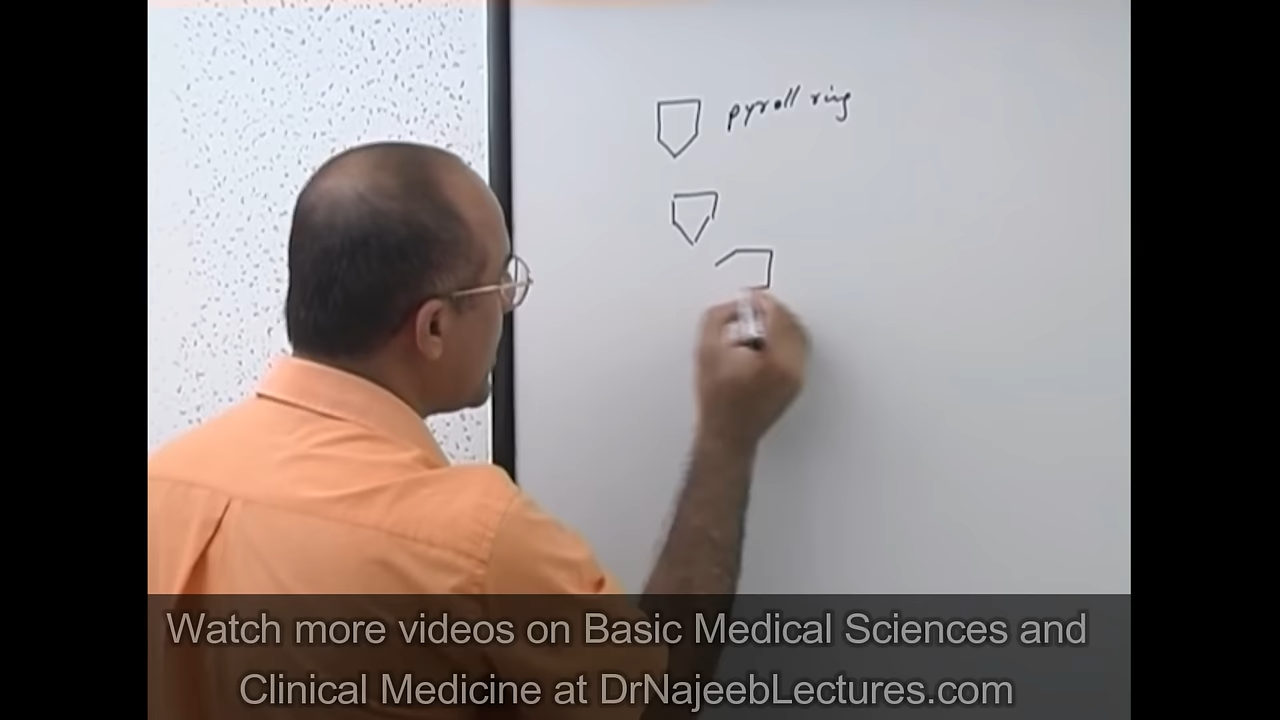 pyroll ring
Watch more videos on Basic Medical Sciences and
Clinical Medicine at DrNajeebLectures.com